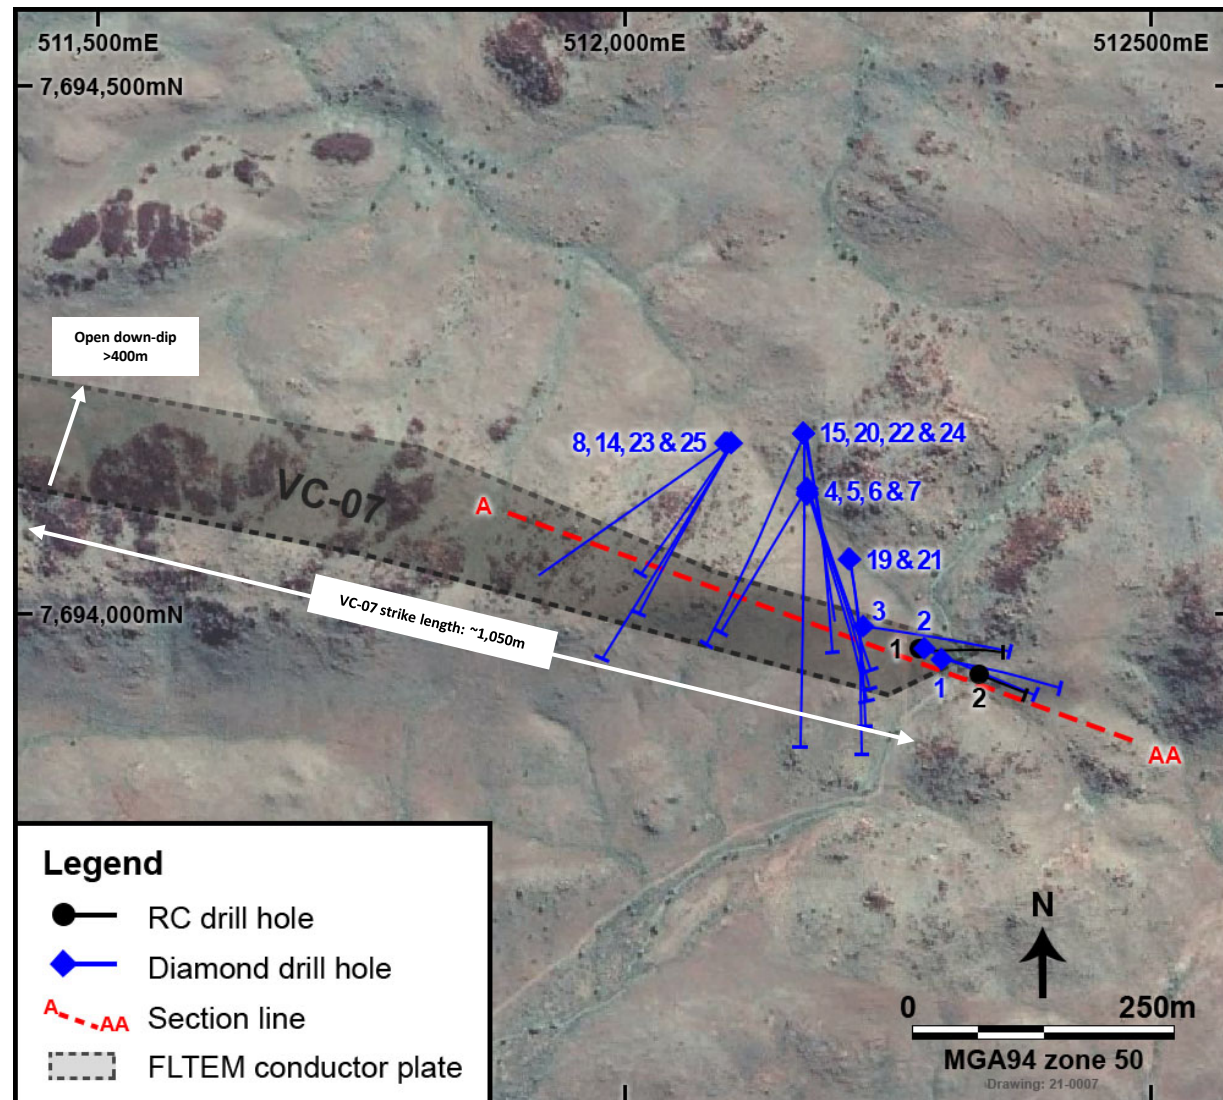 511,500mE
512,000mE
512500mE
7,694,500mN
Open down-dip
>400m
8, 14, 23 & 25
15, 20, 22 & 24
4, 5, 6 & 7
VC-07
A
19 & 21
7,694,000mN
VC-07 strike length: ~1,050m
3
2
1
1
2
AA
Legend
RC drill hole
Diamond drill hole
A
AA
Section line
FLTEM conductor plate
N
0
250m
MGA94 zone 50
Drawing: 21-0007